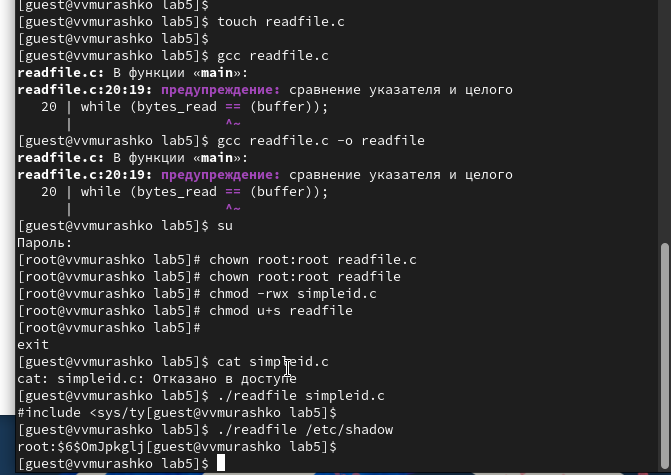 [guest@vvmurashko lab5]$
[guest@vvmurashko lab5]$ touch readfile.c
[guest@vvmurashko lab5]$
[guest@vvmurashko lab5]$ gcc readfile.c
readfile.c: В функции «main»:
readfile.c:20:19: предупреждение: сравнение указателя и целого
   20 | while (bytes_read == (buffer));
      |                   ^~
[guest@vvmurashko lab5]$ gcc readfile.c -o readfile
readfile.c: В функции «main»:
readfile.c:20:19: предупреждение: сравнение указателя и целого
   20 | while (bytes_read == (buffer));
      |                   ^~
[guest@vvmurashko lab5]$ su
Пароль:
[root@vvmurashko lab5]# chown root:root readfile.c
[root@vvmurashko lab5]# chown root:root readfile
[root@vvmurashko lab5]# chmod -rwx simpleid.c
[root@vvmurashko lab5]# chmod u+s readfile
[root@vvmurashko lab5]#
exit
[guest@vvmurashko lab5]$ cat simpleid.c
cat: simpleid.c: Отказано в доступе
[guest@vvmurashko lab5]$ ./readfile simpleid.c
#include <sys/ty[guest@vvmurashko lab5]$
[guest@vvmurashko lab5]$ ./readfile /etc/shadow
root:$6$OmJpkglj[guest@vvmurashko lab5]$
[guest@vvmurashko lab5]$